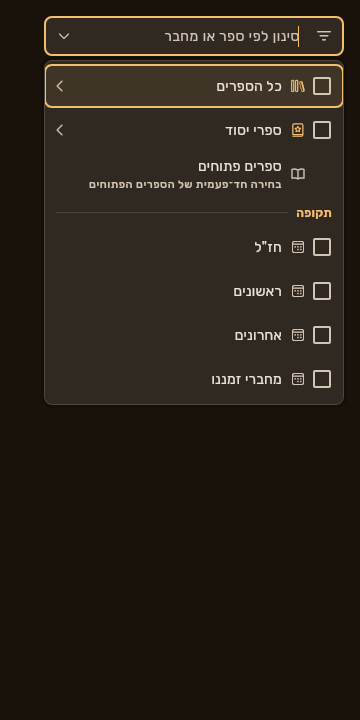 סינון לפי ספר או מחבר
כל הספרים
ספרי יסוד
ספרים פתוחים
בחירה חד־פעמית של הספרים הפתוחים
תקופה
חז"ל
ראשונים
אחרונים
מחברי זמננו